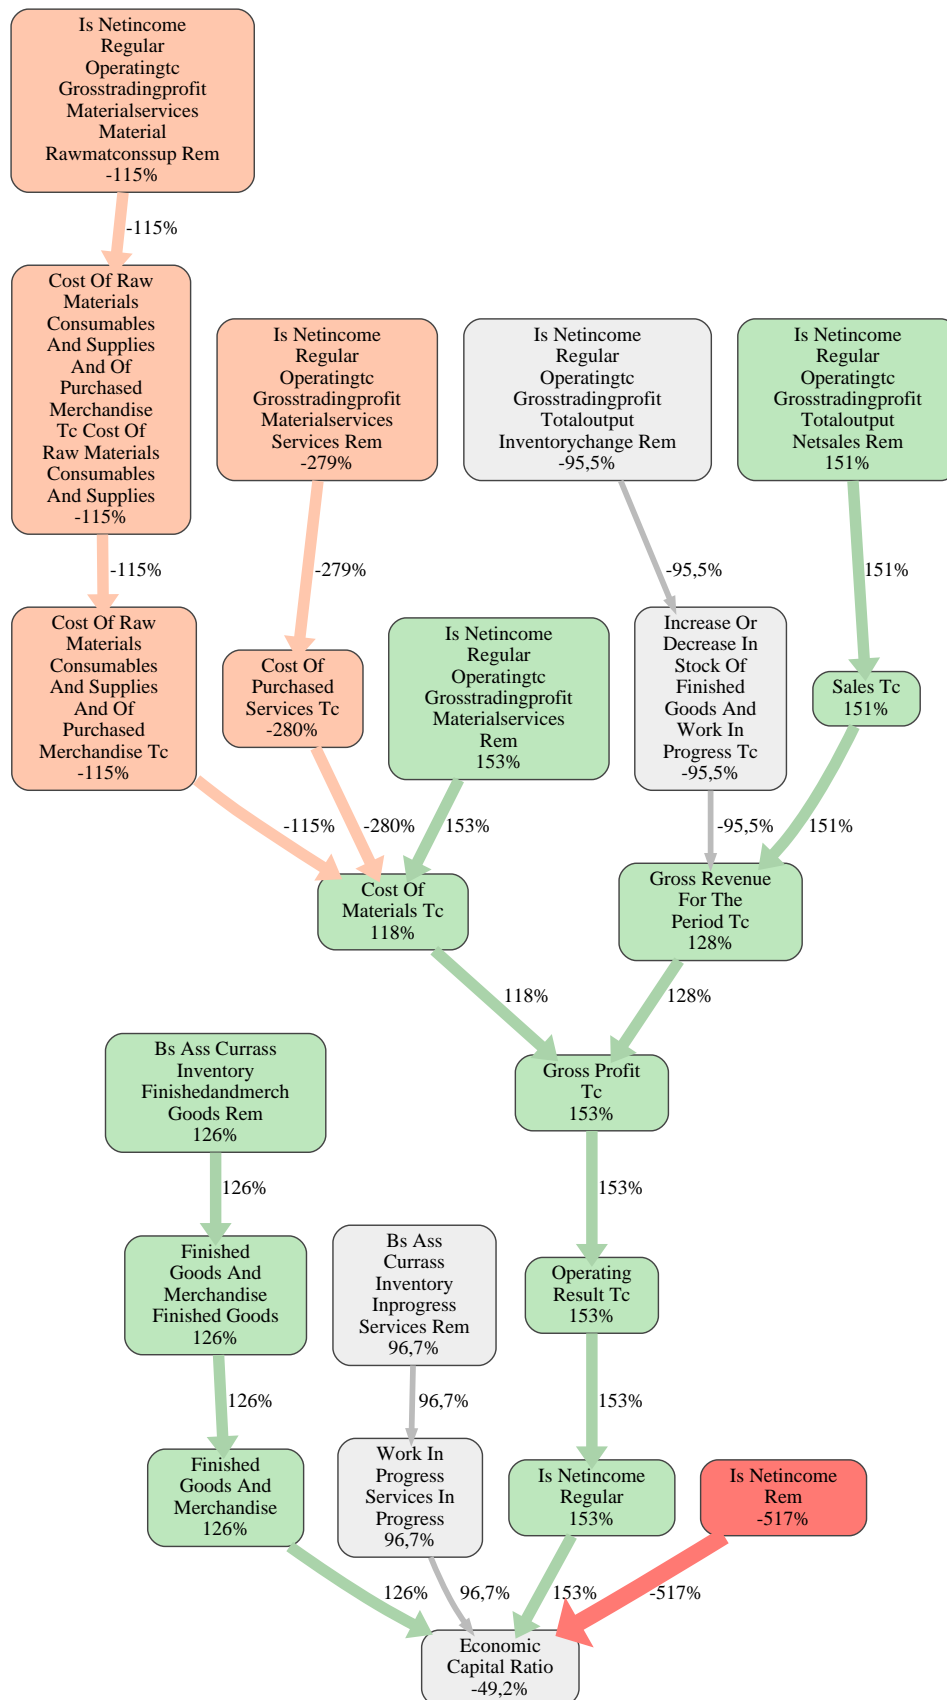 Is Netincome
Regular
Operatingtc
Grosstradingprofit
Materialservices
Material
Rawmatconssup Rem
-115%
-115%
Cost Of Raw
Materials
Consumables
And Supplies
And Of
Purchased
Merchandise
Tc Cost Of
Raw Materials
Consumables
And Supplies
-115%
Is Netincome
Regular
Operatingtc
Grosstradingprofit
Materialservices
Services Rem
-279%
Is Netincome
Regular
Operatingtc
Grosstradingprofit
Totaloutput
Inventorychange Rem
-95,5%
Is Netincome
Regular
Operatingtc
Grosstradingprofit
Totaloutput
Netsales Rem
151%
-115%
-279%
-95,5%
151%
Cost Of Raw
Materials
Consumables
And Supplies
And Of
Purchased
Merchandise Tc
-115%
Cost Of
Purchased
Services Tc
-280%
Is Netincome
Regular
Operatingtc
Grosstradingprofit
Materialservices
Rem
153%
Increase Or
Decrease In
Stock Of
Finished
Goods And
Work In
Progress Tc
-95,5%
Sales Tc
151%
-115%
-280%
153%
-95,5%
151%
Cost Of
Materials Tc
118%
Gross Revenue
For The
Period Tc
128%
118%
128%
Bs Ass Currass
Inventory
Finishedandmerch
Goods Rem
126%
Gross Profit
Tc
153%
126%
153%
Finished
Goods And
Merchandise
Finished Goods
126%
Bs Ass
Currass
Inventory
Inprogress
Services Rem
96,7%
Operating
Result Tc
153%
126%
96,7%
153%
Finished
Goods And
Merchandise
126%
Work In
Progress
Services In
Progress
96,7%
Is Netincome
Regular
153%
Is Netincome
Rem
-517%
126%
96,7%
153%
-517%
Economic
Capital Ratio
-49,2%